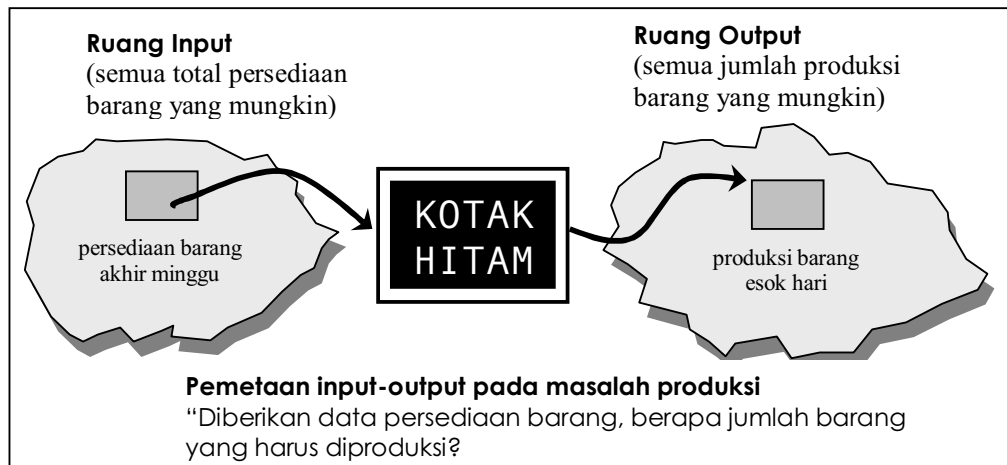 Ruang Input
(semua total persediaan
barang yang mungkin)
Ruang Output
(semua jumlah produksi
barang yang mungkin)
persediaan barang
akhir minggu
KOTAK
HITAM
produksi barang
esok hari
Pemetaan input-output pada masalah produksi
“Diberikan data persediaan barang, berapa jumlah barang
yang harus diproduksi?